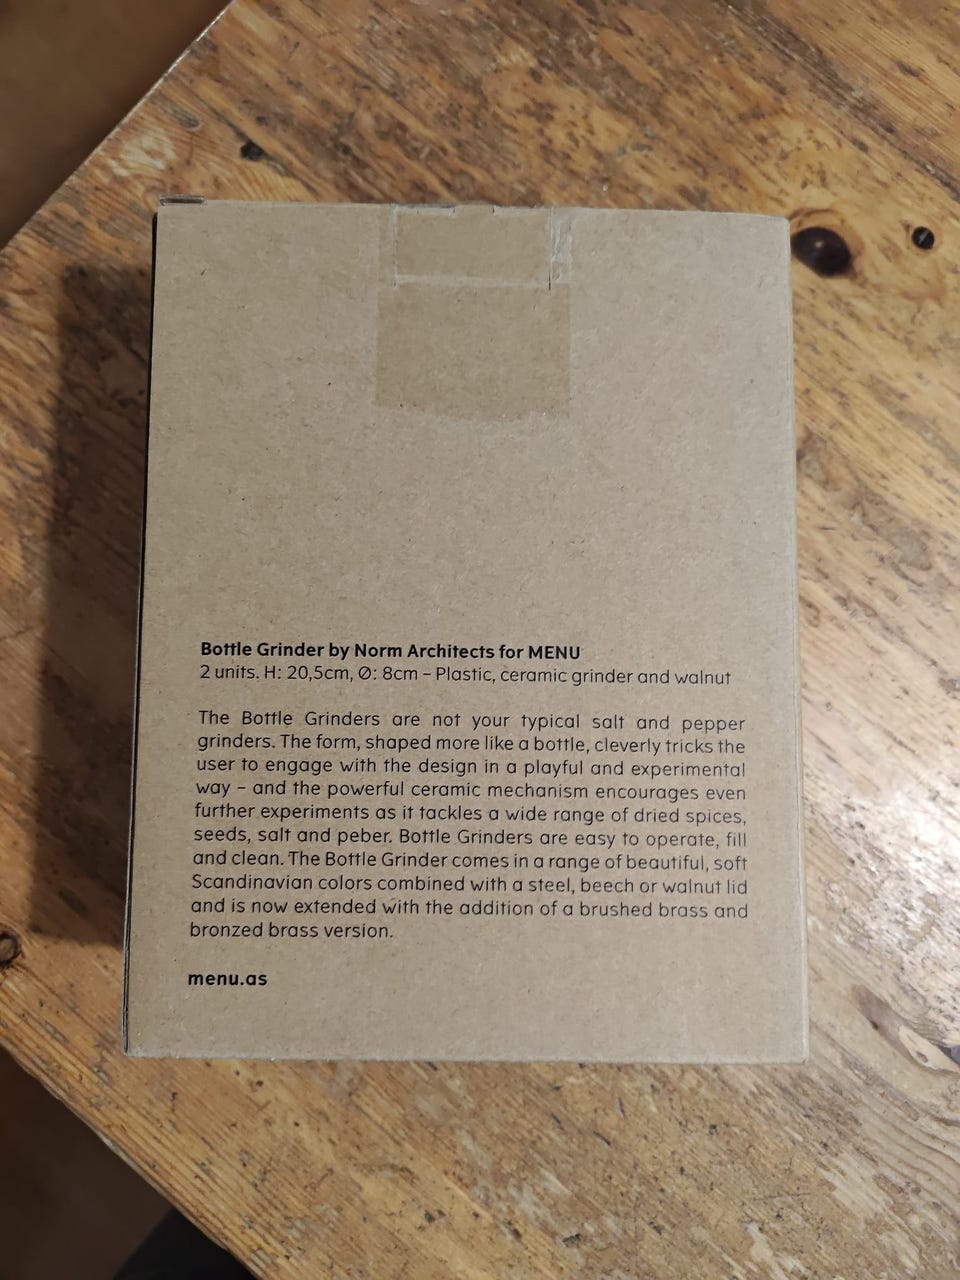 Bottle Grinder by Norm Architects for MENU
2 units. H: 20,5cm, Ø: 8cm – Plastic, ceramic grinder and walnut
The Bottle Grinders are not your typical salt and pepper
grinders. The form, shaped more like a bottle, cleverly tricks the
user to engage with the design in a playful and experimental
way – and the powerful ceramic mechanism encourages even
further experiments as it tackles a wide range of dried spices,
seeds, salt and peber. Bottle Grinders are easy to operate, fill
and clean. The Bottle Grinder comes in a range of beautiful, soft
Scandinavian colors combined with a steel, beech or walnut lid
and is now extended with the addition of a brushed brass and
bronzed brass version.
menu.as